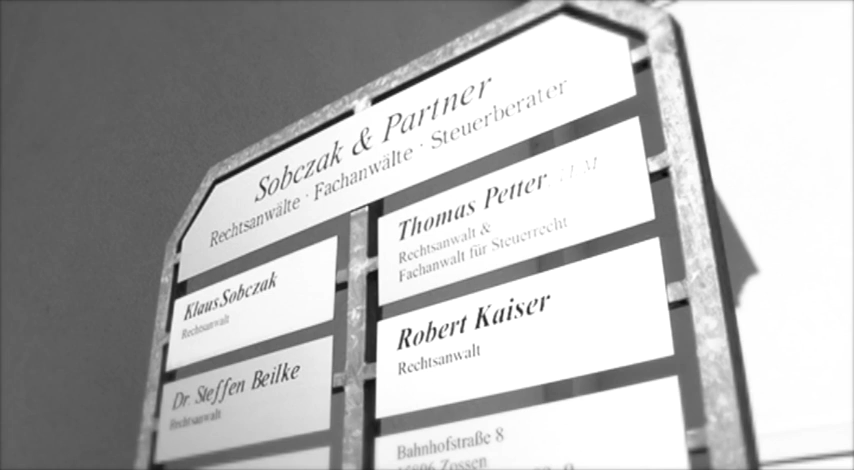 Sobczak & Partner
Rechtsanwälte · Fachanwälte · Steuerberater
Thomas Petter
Rechtsanwalt &
Fachanwalt für Steuerrecht
Klaus Sobczak
Rechtsanwalt
Robert Kaiser
Rechtsanwalt
Dr. Steffen Beilke
Rechtsanwalt
Bahnhofstraße 8
Zossen